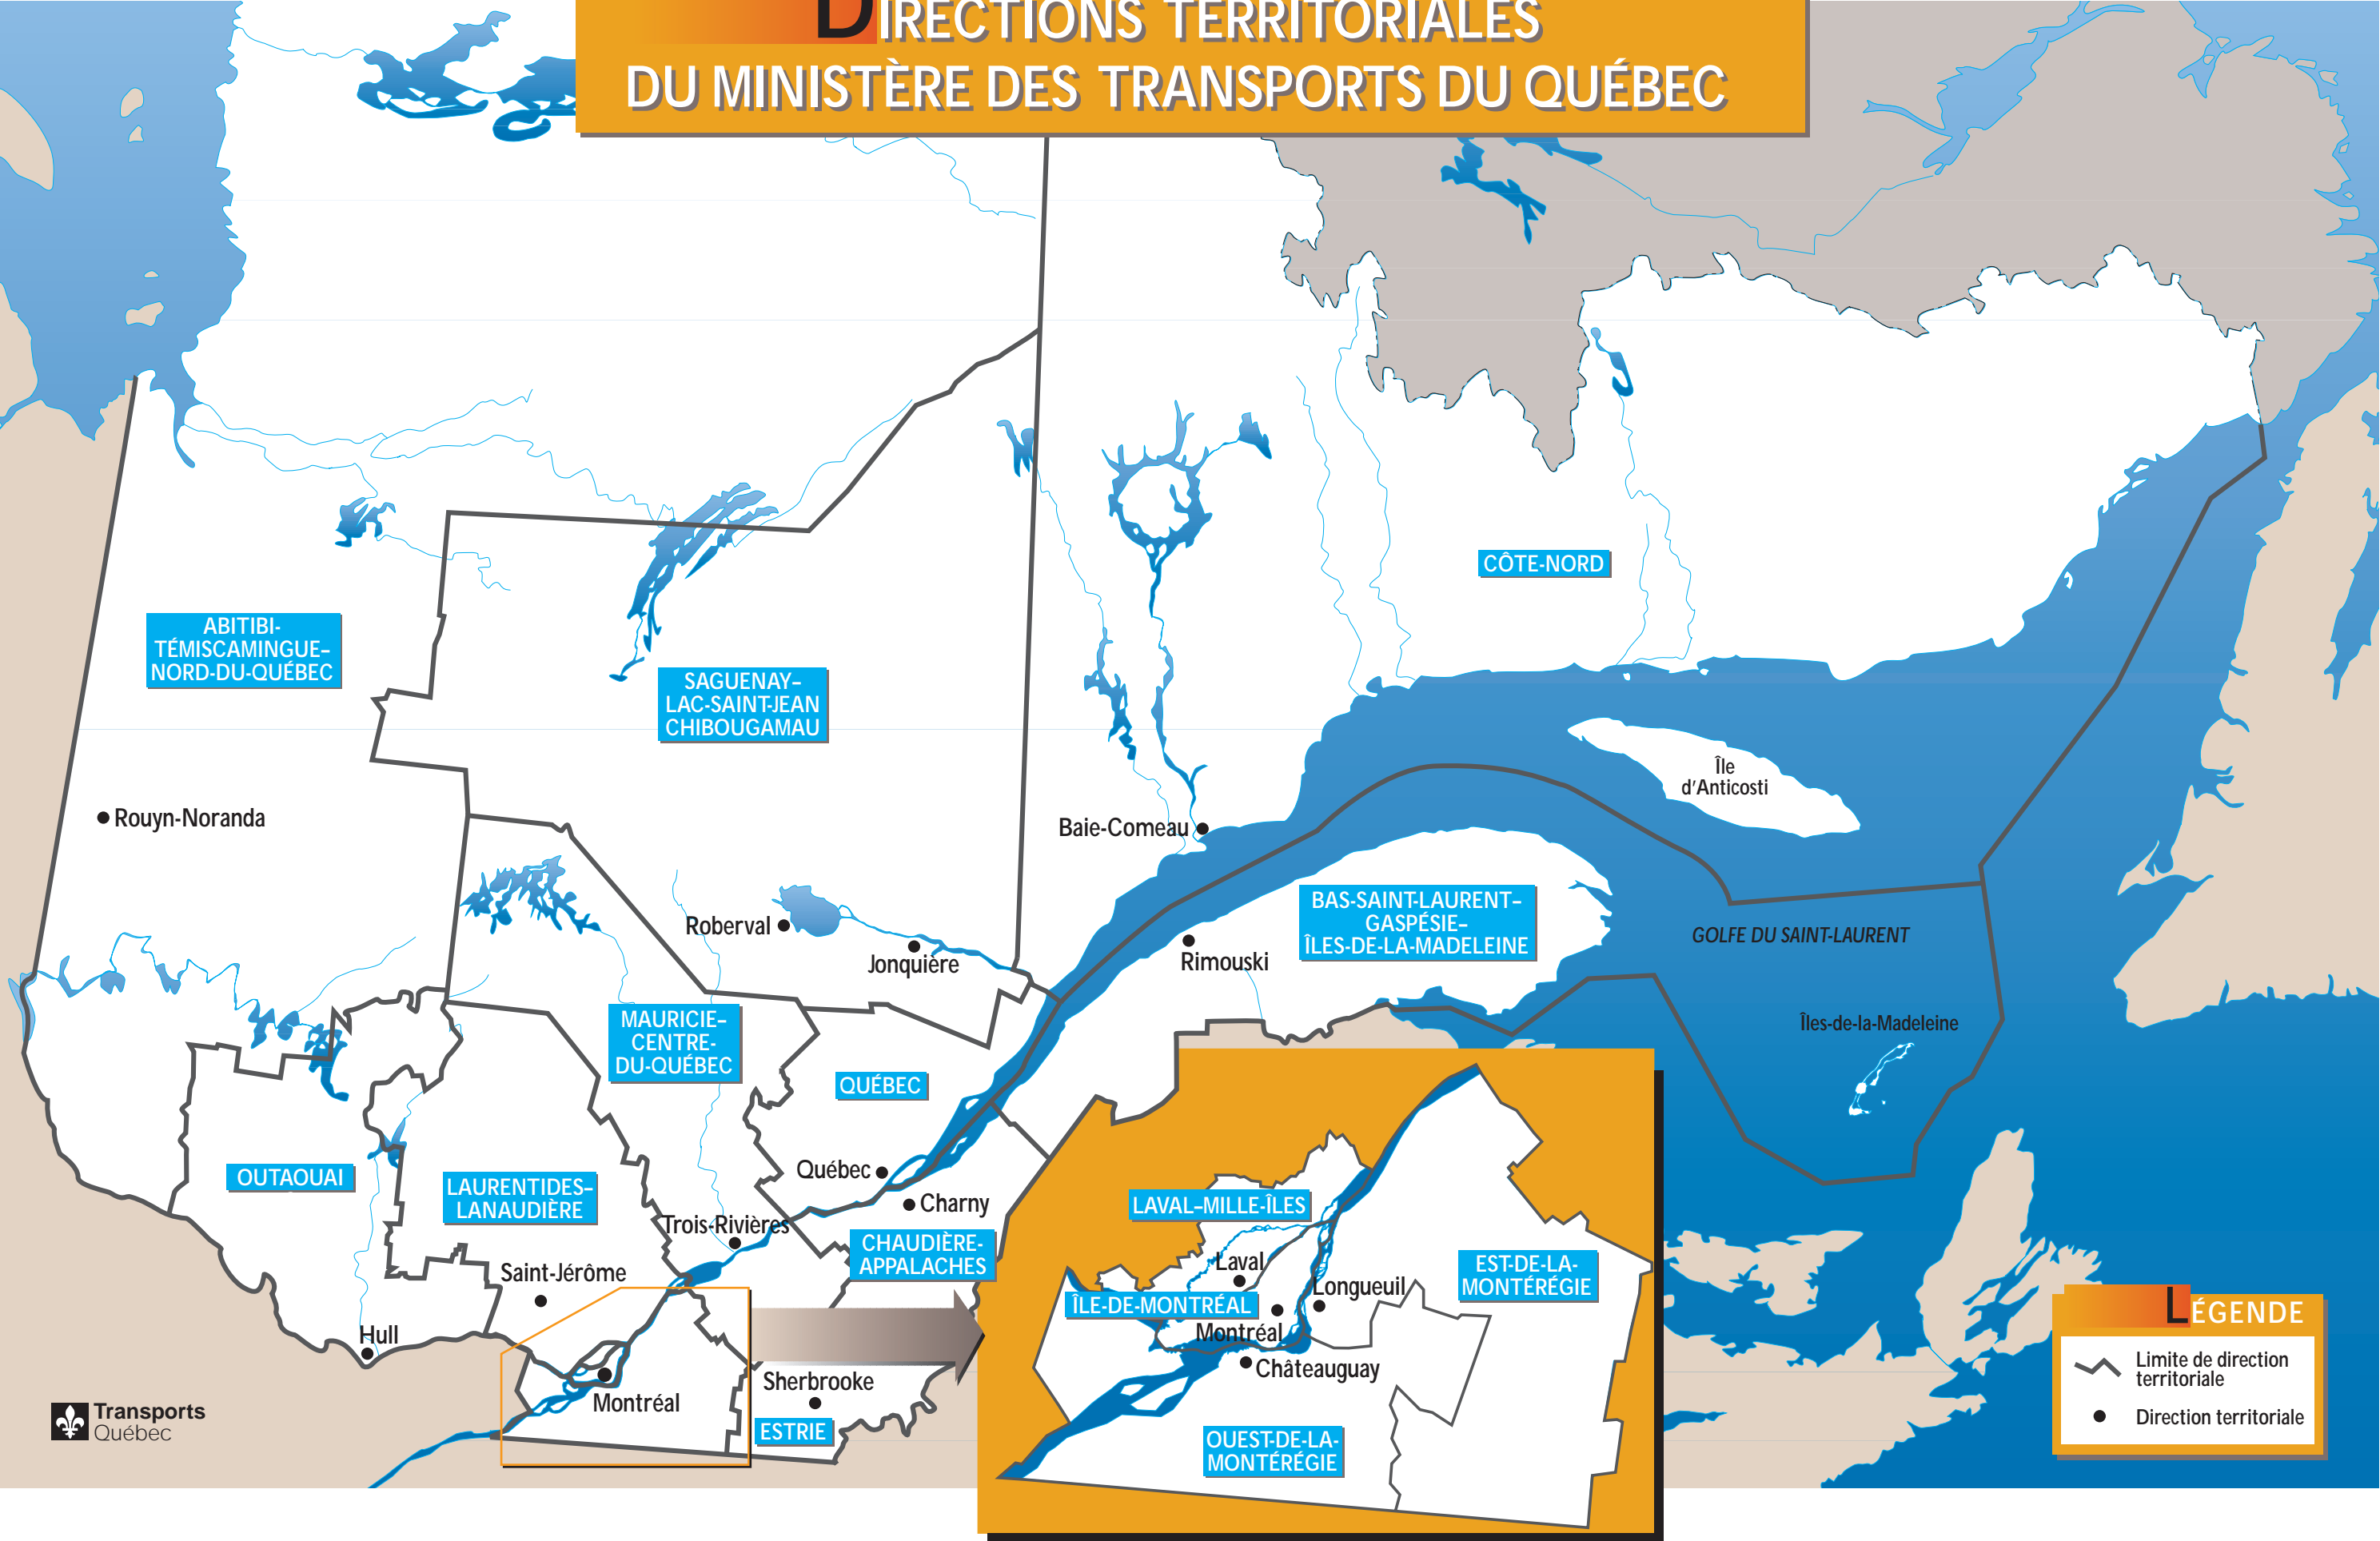 DIRECTIONS TERRITORIALES
DU MINISTÈRE DES TRANSPORTS DU QUÉBEC
CÔTE-NORD
ABITIBI-
TÉMISCAMINGUE–
NORD-DU-QUÉBEC
SAGUENAY–
LAC-SAINT-JEAN
CHIBOUGAMAU
Île
d'Anticosti
Rouyn-Noranda
Baie-Comeau
BAS-SAINT-LAURENT–
GASPÉSIE–
ÎLES-DE-LA-MADELEINE
Roberval
Jonquière
Rimouski
GOLFE DU SAINT-LAURENT
Îles-de-la-Madeleine
MAURICIE–
CENTRE-
DU-QUÉBEC
QUÉBEC
Québec
Charny
OUTAOUAI
LAURENTIDES–
LANAUDIÈRE
Trois-Rivières
CHAUDIÈRE-
APPALACHES
Saint-Jérôme
Hull
Montréal
Sherbrooke
ESTRIE
LAVAL–MILLE-ÎLES
Laval
ÎLE-DE-MONTRÉAL
Longueuil
Montréal
Châteauguay
EST-DE-LA-
MONTÉRÉGIE
OUEST-DE-LA-
MONTÉRÉGIE
LÉGENDE
Limite de direction
territoriale
Direction territoriale
Transports
Québec